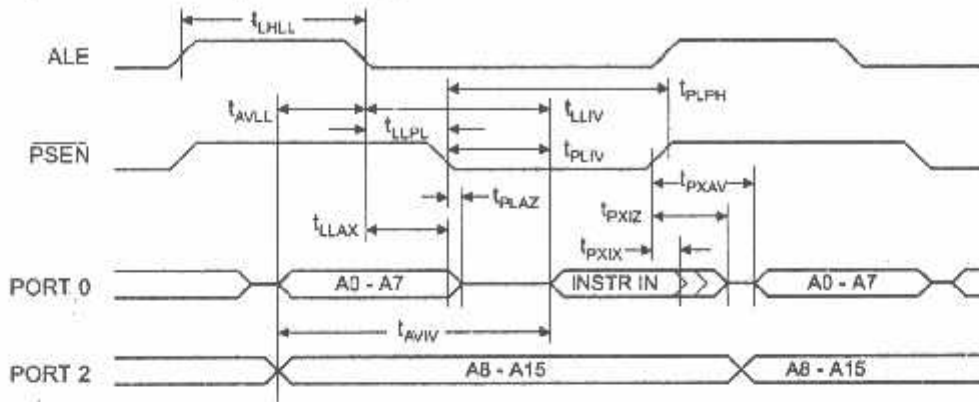 tLHLL
ALE
tPLPH
tAVLL
tLLIV
tLLPL
PSEN
tPLIV
tPXAV
tPLAZ
tPXIZ
tLLAX
tPXIX
PORT 0
A0 - A7
INSTR IN
A0 - A7
tAVIV
PORT 2
A8 - A15
A8 - A15